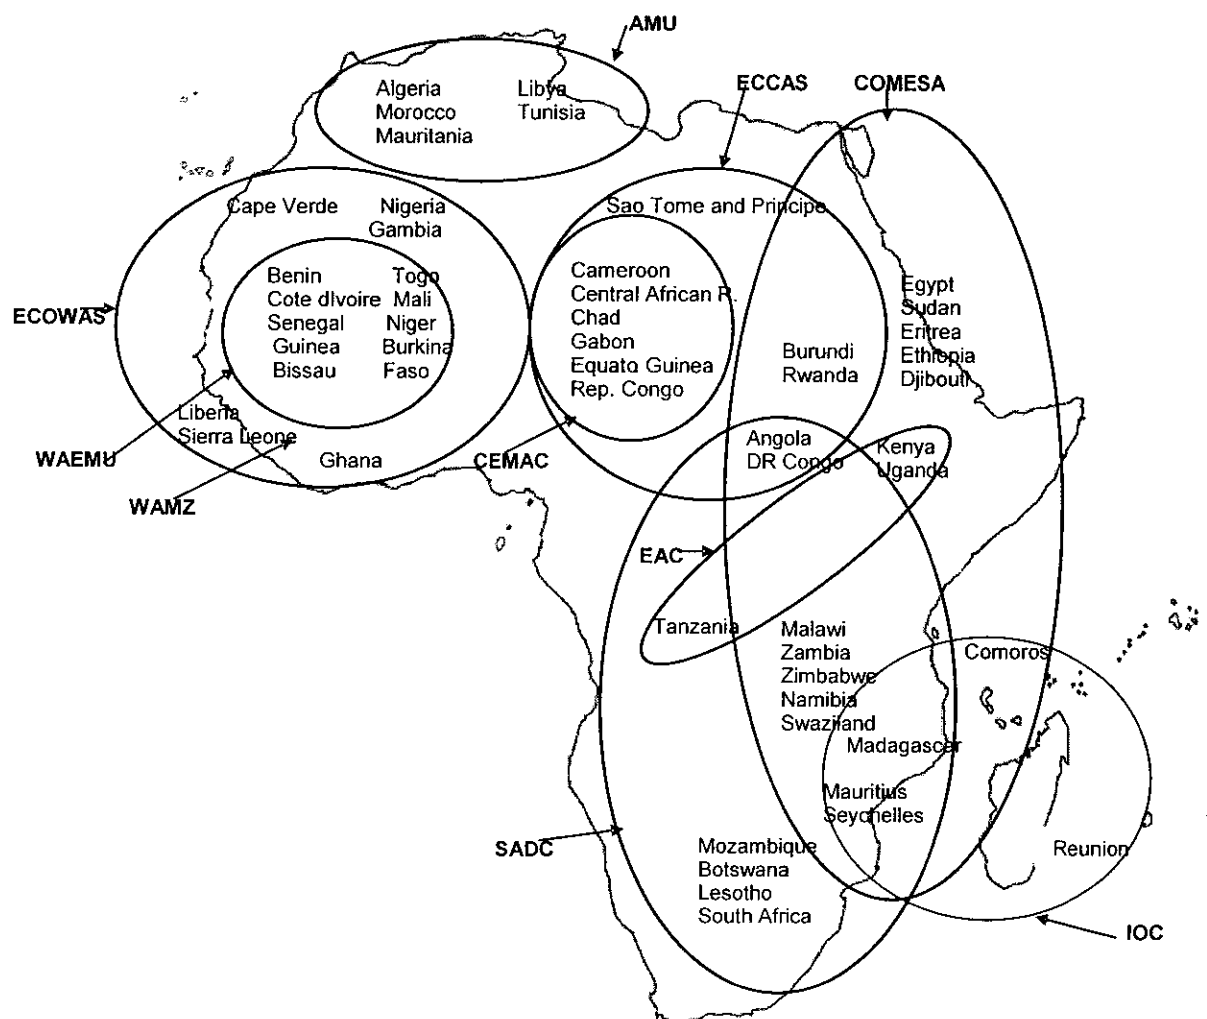 AMU
ECCAS
COMESA
Algeria Libya
Morocco Tunisia
Mauritania
Cape Verde Nigeria
Gambia
Sao Tome and Principe
Benin Togo
Cote dIvoire Mali
Senegal Niger
Guinea Burkina
Bissau Faso
Cameroon
Central African R.
Chad
Gabon
Equato Guinea
Rep. Congo
Egypt
Sudan
Eritrea
Ethiopia
Djibouti
ECOWAS
Burundi
Rwanda
Liberia
Sierra Leone
Ghana
WAEMU
WAMZ
CEMAC
Angola
DR Congo
Kenya
Uganda
EAC
Tanzania
Malawi
Zambia
Zimbabwe
Namibia
Swaziland
Comoros
Madagascar
Mauritius
Seychelles
Reunion
SADC
Mozambique
Botswana
Lesotho
South Africa
IOC